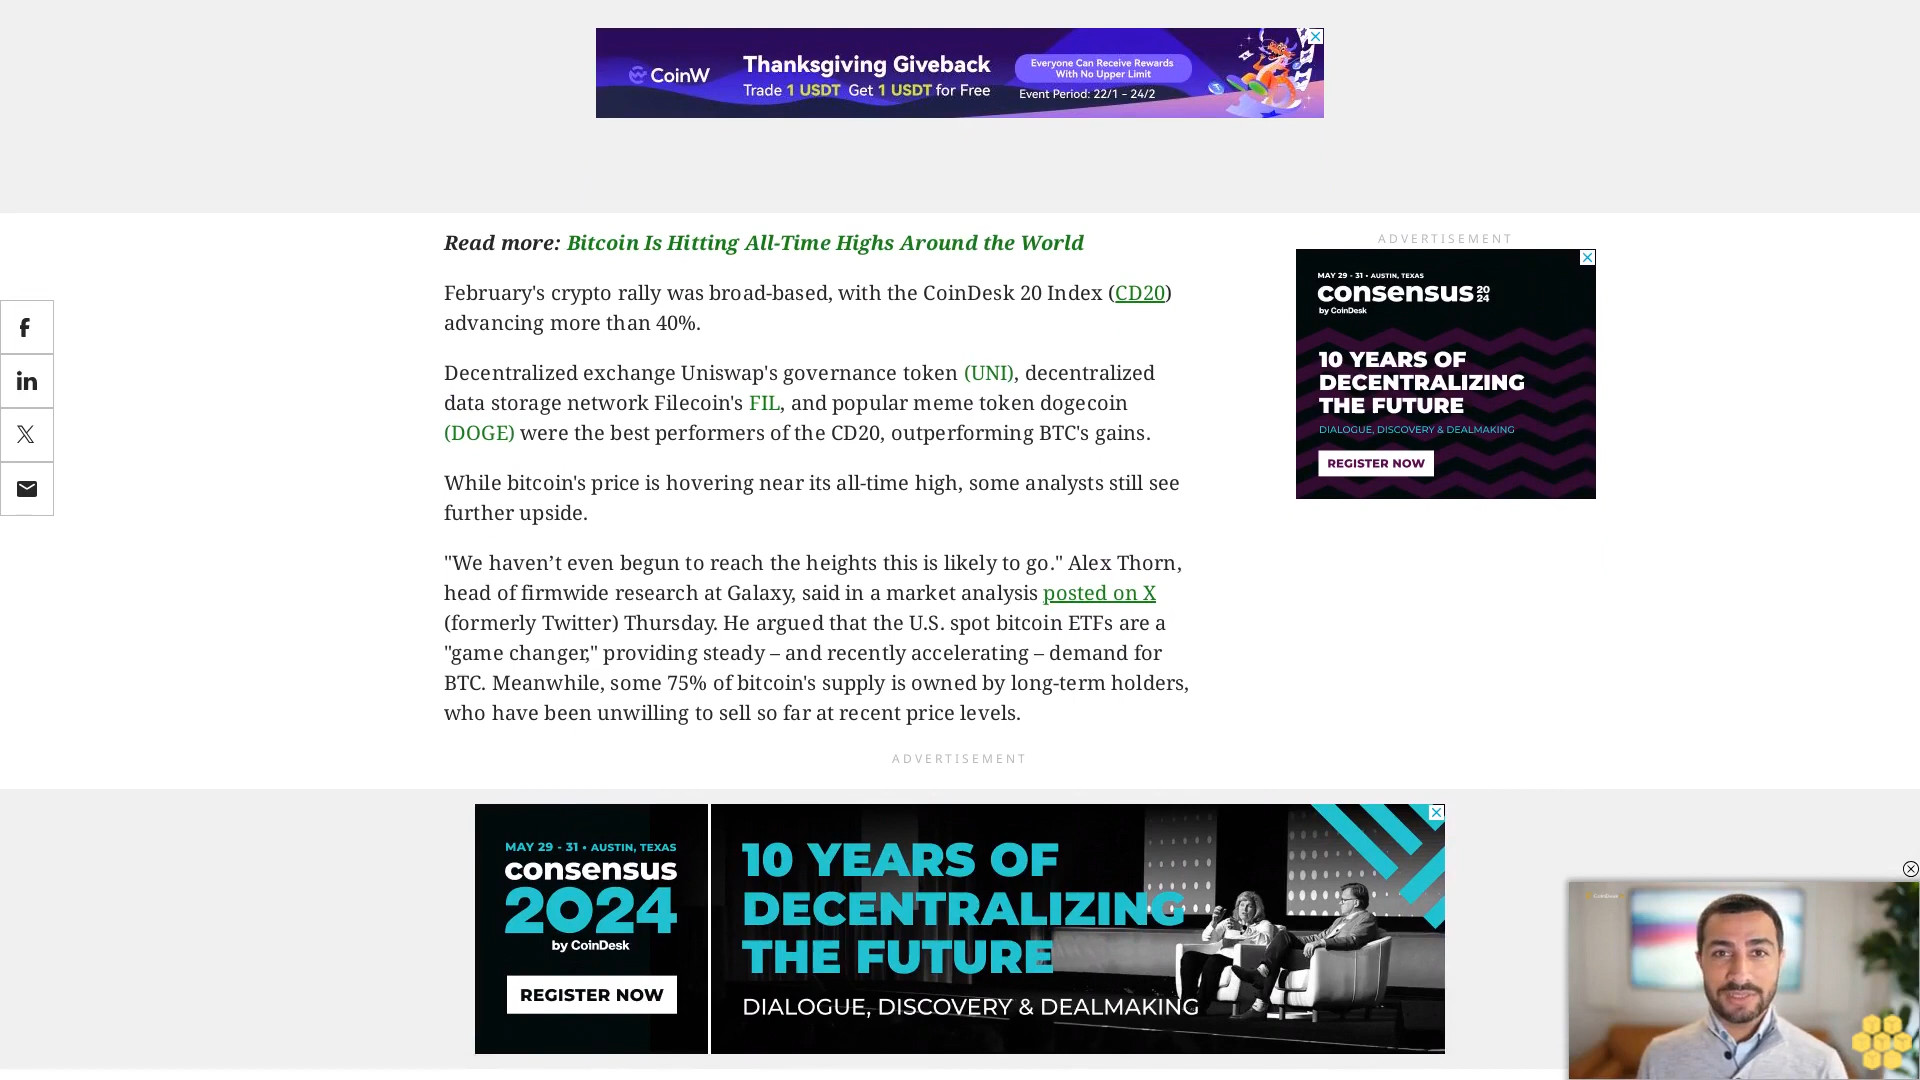 CoinW
Thanksgiving Giveback
Trade 1 USDT Get 1 USDT for Free
Everyone Can Receive Rewards
With No Upper Limit
Event Period: 22/1 - 24/2
Read more: Bitcoin Is Hitting All-Time Highs Around the World
February's crypto rally was broad-based, with the CoinDesk 20 Index (CD20)
advancing more than 40%.
Decentralized exchange Uniswap's governance token (UNI), decentralized
data storage network Filecoin's FIL, and popular meme token dogecoin
(DOGE) were the best performers of the CD20, outperforming BTC's gains.
While bitcoin's price is hovering near its all-time high, some analysts still see
further upside.
"We haven’t even begun to reach the heights this is likely to go." Alex Thorn,
head of firmwide research at Galaxy, said in a market analysis posted on X
(formerly Twitter) Thursday. He argued that the U.S. spot bitcoin ETFs are a
"game changer," providing steady – and recently accelerating – demand for
BTC. Meanwhile, some 75% of bitcoin's supply is owned by long-term holders,
who have been unwilling to sell so far at recent price levels.
ADVERTISEMENT
MAY 29 - 31 • AUSTIN, TEXAS
consensus 2024
by CoinDesk
10 YEARS OF
DECENTRALIZING
THE FUTURE
DIALOGUE, DISCOVERY & DEALMAKING
REGISTER NOW
ADVERTISEMENT
MAY 29 - 31 • AUSTIN, TEXAS
consensus
2024
by CoinDesk
REGISTER NOW
10 YEARS OF
DECENTRALIZING
THE FUTURE
DIALOGUE, DISCOVERY & DEALMAKING
CoinDesk